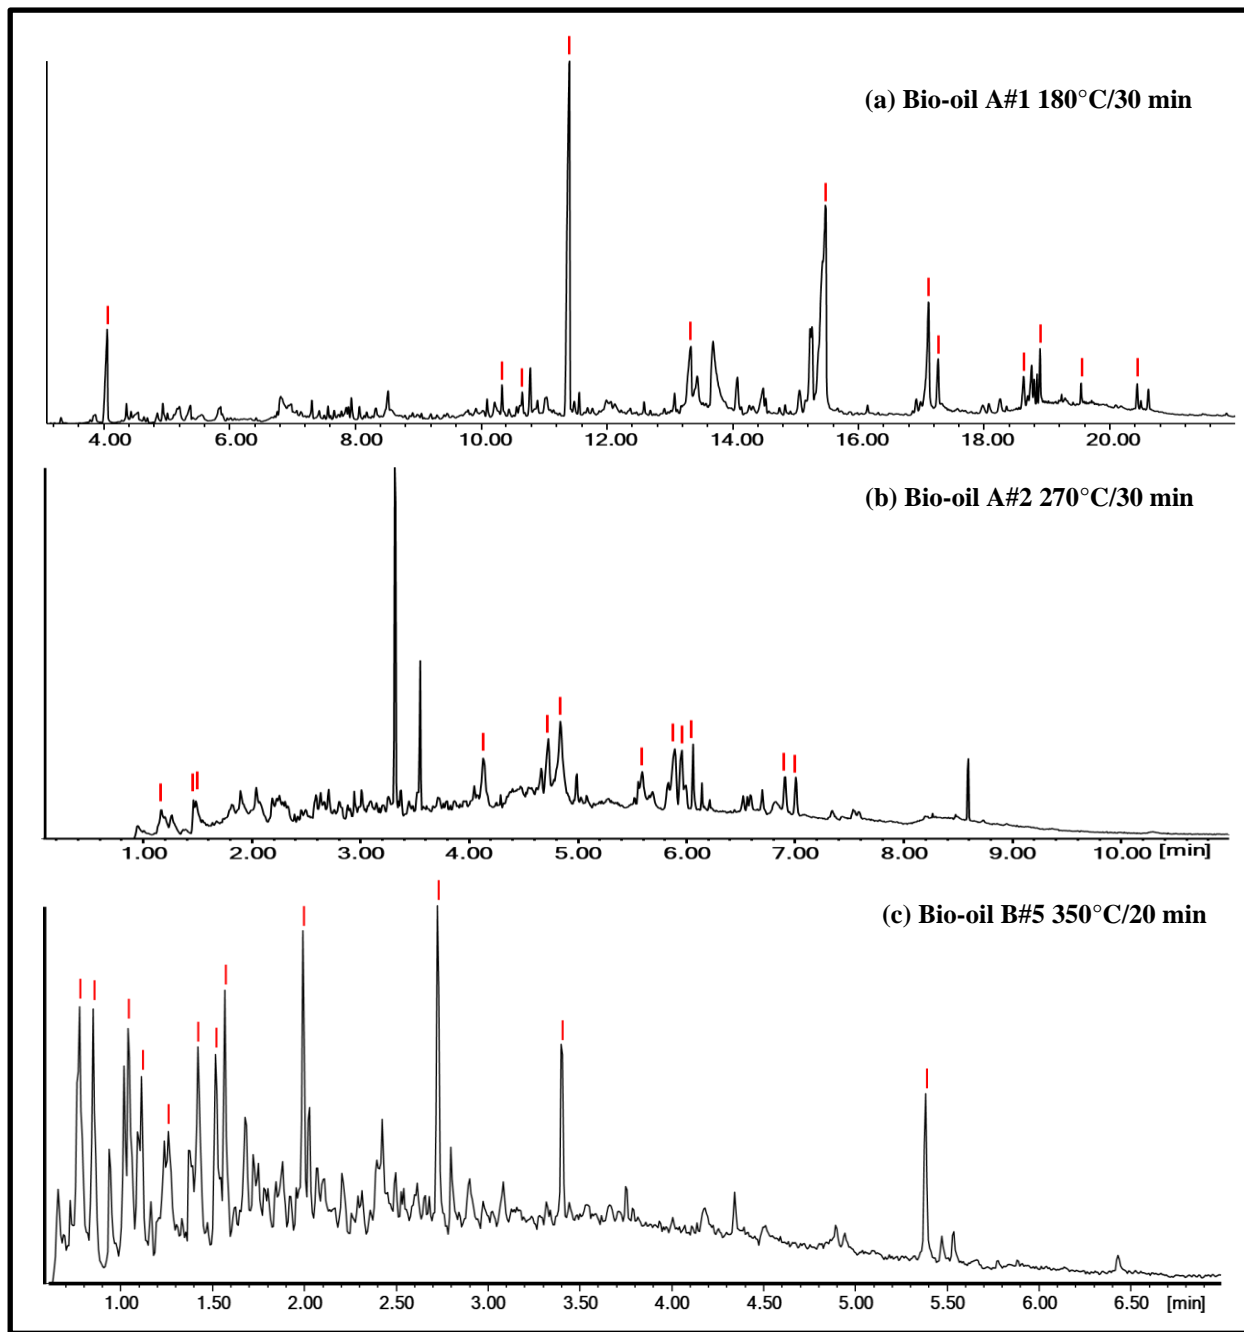 (a) Bio-oil A#1 180°C/30 min
4.00 6.00 8.00 10.00 12.00 14.00 16.00 18.00 20.00
(b) Bio-oil A#2 270°C/30 min
1.00 2.00 3.00 4.00 5.00 6.00 7.00 8.00 9.00 10.00 [min]
(c) Bio-oil B#5 350°C/20 min
1.00 1.50 2.00 2.50 3.00 3.50 4.00 4.50 5.00 5.50 6.00 6.50 [min]